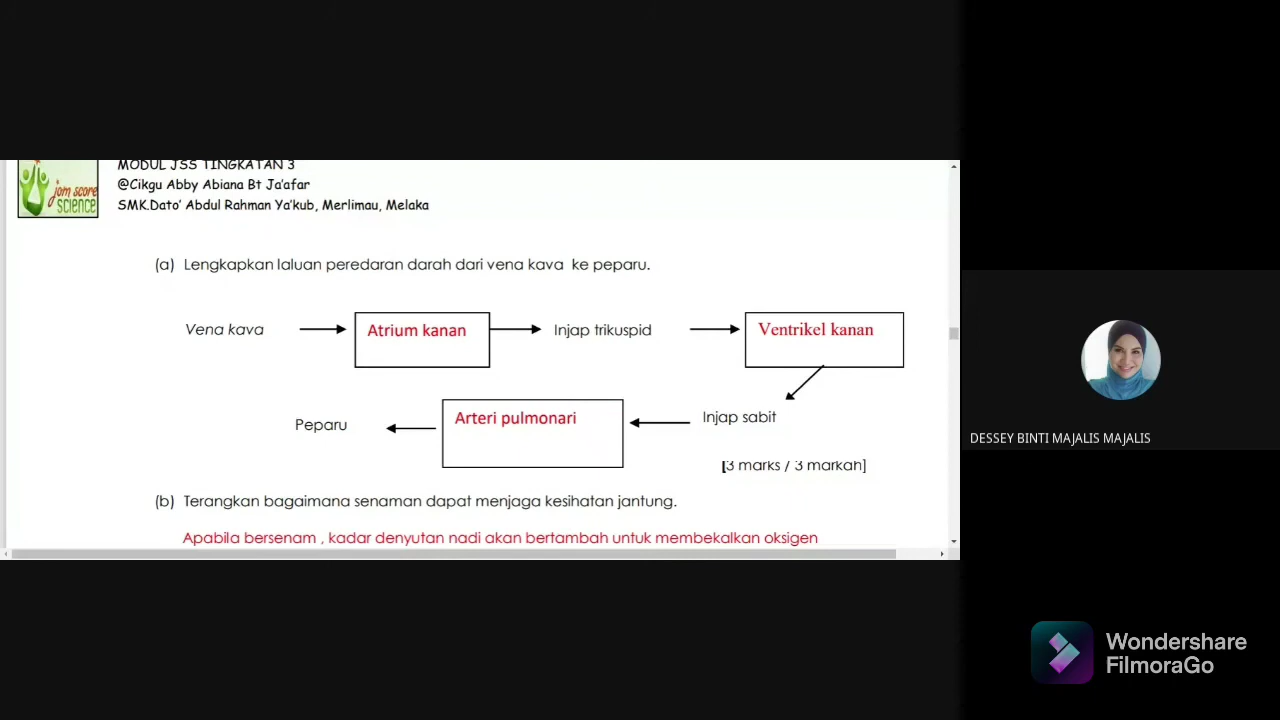 MODUL JSS TINGKATAN 3
@Cikgu Abby Abiana Bt Ja'afar
SMK.Dato' Abdul Rahman Ya'kub, Merlimau, Melaka
jom score
SCIENCE
(a) Lengkapkan laluan peredaran darah dari vena kava ke peparu.
Vena kava
Atrium kanan
Injap trikuspid
Ventrikel kanan
Peparu
Arteri pulmonari
Injap sabit
[3 marks / 3 markah]
(b) Terangkan bagaimana senaman dapat menjaga kesihatan jantung.
Apabila bersenam , kadar denyutan nadi akan bertambah untuk membekalkan oksigen
DESSEY BINTI MAJALIS MAJALIS
Wondershare
FilmoraGo